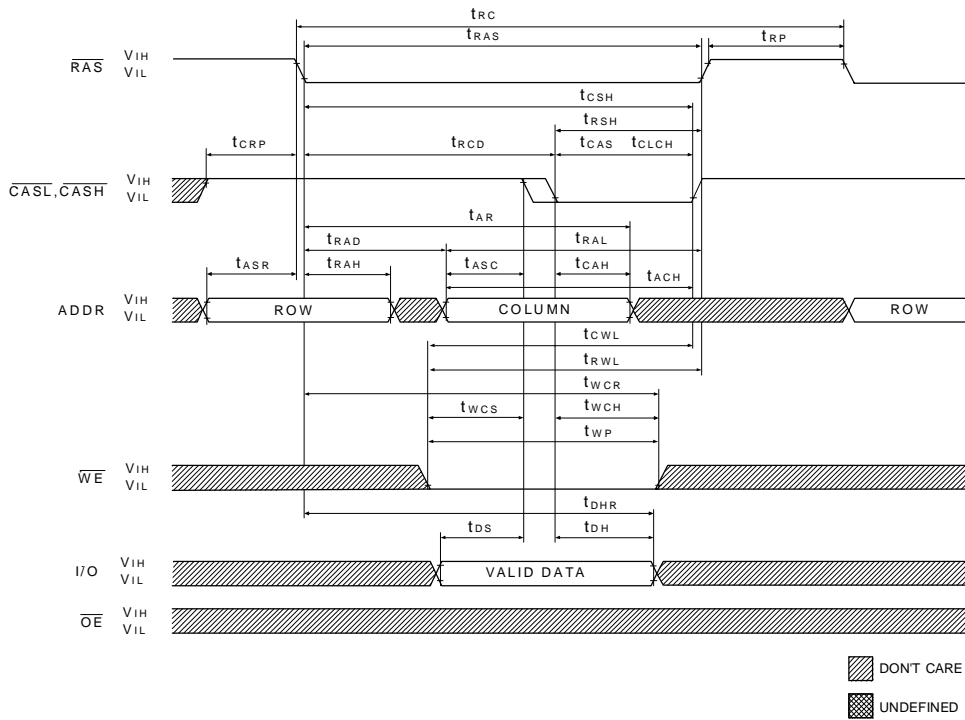 tRC
tRAS
tRP
RAS VIH
VIL
tCSH
tRSH
tCRP
tRCD
tCAS
tCLCH
CASL,CASH VIH
VIL
tAR
tRAD
tRAL
tASR
tRAH
tASC
tCAH
tACH
ADDR VIH
VIL
ROW
COLUMN
ROW
tCWL
tRWL
tWCR
tWCS
tWCH
tWP
WE VIH
VIL
tDHR
tDS
tDH
I/O VIH
VIL
VALID DATA
OE VIH
VIL
DON'T CARE
UNDEFINED